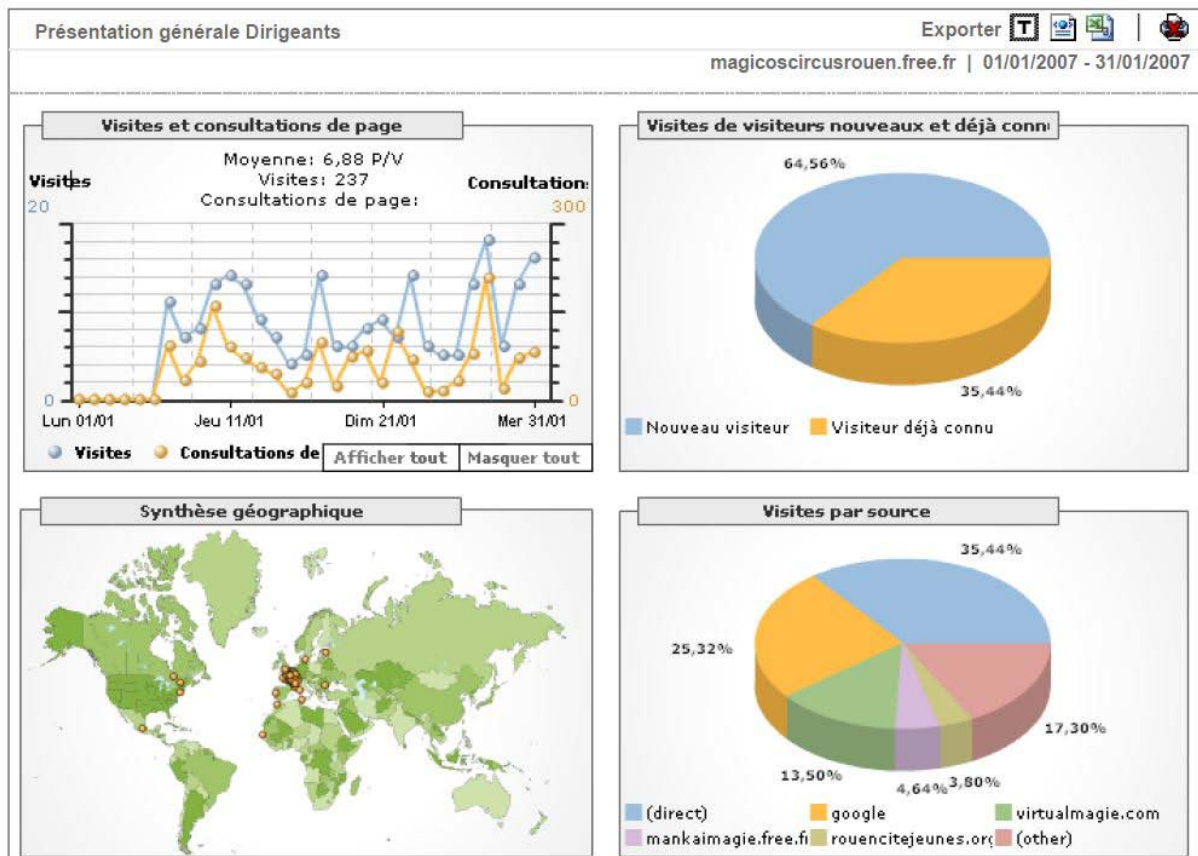 Présentation générale Dirigeants
Exporter T
magicoscircusrouen.free.fr | 01/01/2007 - 31/01/2007
Visites et consultations de page
Moyenne: 6,88 P/V
Visites: 237
Consultations de page:
Visites
Consultation:
20
300
0
0
Lun 01/01
Jeu 11/01
Dim 21/01
Mer 31/01
Visites
Consultations de
Afficher tout
Masquer tout
Visites de visiteurs nouveaux et déjà conn
64,56%
35,44%
Nouveau visiteur
Visiteur déjà connu
Synthèse géographique
Visites par source
35,44%
25,32%
17,30%
13,50%
4,64%
3,80%
(direct)
google
virtualmagie.com
mankaimagie.free.fr
rouencitejeunes.org
(other)